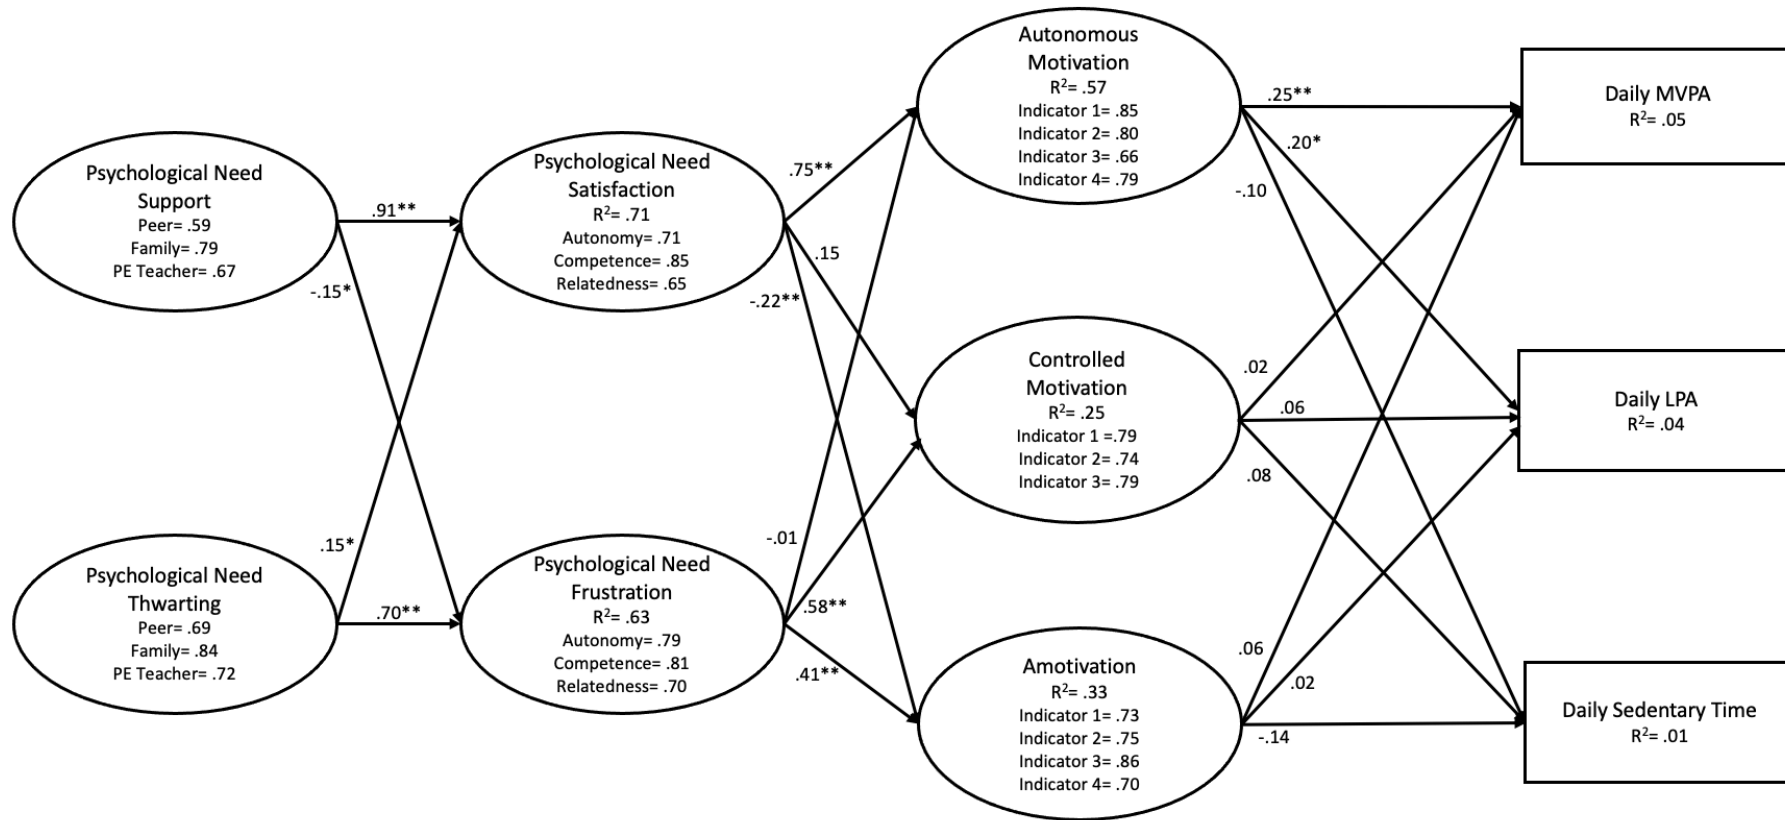 Psychological Need
Support
Peer= .59
Family= .79
PE Teacher= .67
Psychological Need
Thwarting
Peer= .69
Family= .84
PE Teacher= .72
.91**
-.15*
.15*
.70**
Psychological Need
Satisfaction
R²= .71
Autonomy= .71
Competence= .85
Relatedness= .65
Psychological Need
Frustration
R²= .63
Autonomy= .79
Competence= .81
Relatedness= .70
.75**
.15
-.22**
-.01
.58**
.41**
Autonomous
Motivation
R²= .57
Indicator 1= .85
Indicator 2= .80
Indicator 3= .66
Indicator 4= .79
Controlled
Motivation
R²= .25
Indicator 1 =.79
Indicator 2= .74
Indicator 3= .79
Amotivation
R²= .33
Indicator 1= .73
Indicator 2= .75
Indicator 3= .86
Indicator 4= .70
.25**
.20*
-.10
.02
.06
.08
.06
.02
-.14
Daily MVPA
R²= .05
Daily LPA
R²= .04
Daily Sedentary Time
R²= .01